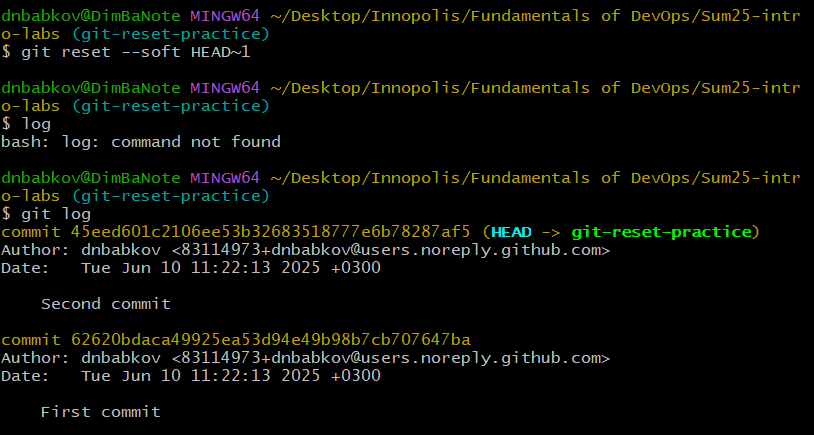 dnbabkov@DimBaNote MINGW64 ~/Desktop/Innopolis/Fundamentals of DevOps/Sum25-intr
o-labs (git-reset-practice)
$ git reset --soft HEAD~1
dnbabkov@DimBaNote MINGW64 ~/Desktop/Innopolis/Fundamentals of DevOps/Sum25-intr
o-labs (git-reset-practice)
$ log
bash: log: command not found
dnbabkov@DimBaNote MINGW64 ~/Desktop/Innopolis/Fundamentals of DevOps/Sum25-intr
o-labs (git-reset-practice)
$ git log
commit 45eed601c2106ee53b32683518777e6b78287af5 (HEAD -> git-reset-practice)
Author: dnbabkov <83114973+dnbabkov@users.noreply.github.com>
Date:   Tue Jun 10 11:22:13 2025 +0300
    Second commit
commit 62620bdaca49925ea53d94e49b98b7cb707647ba
Author: dnbabkov <83114973+dnbabkov@users.noreply.github.com>
Date:   Tue Jun 10 11:22:13 2025 +0300
    First commit